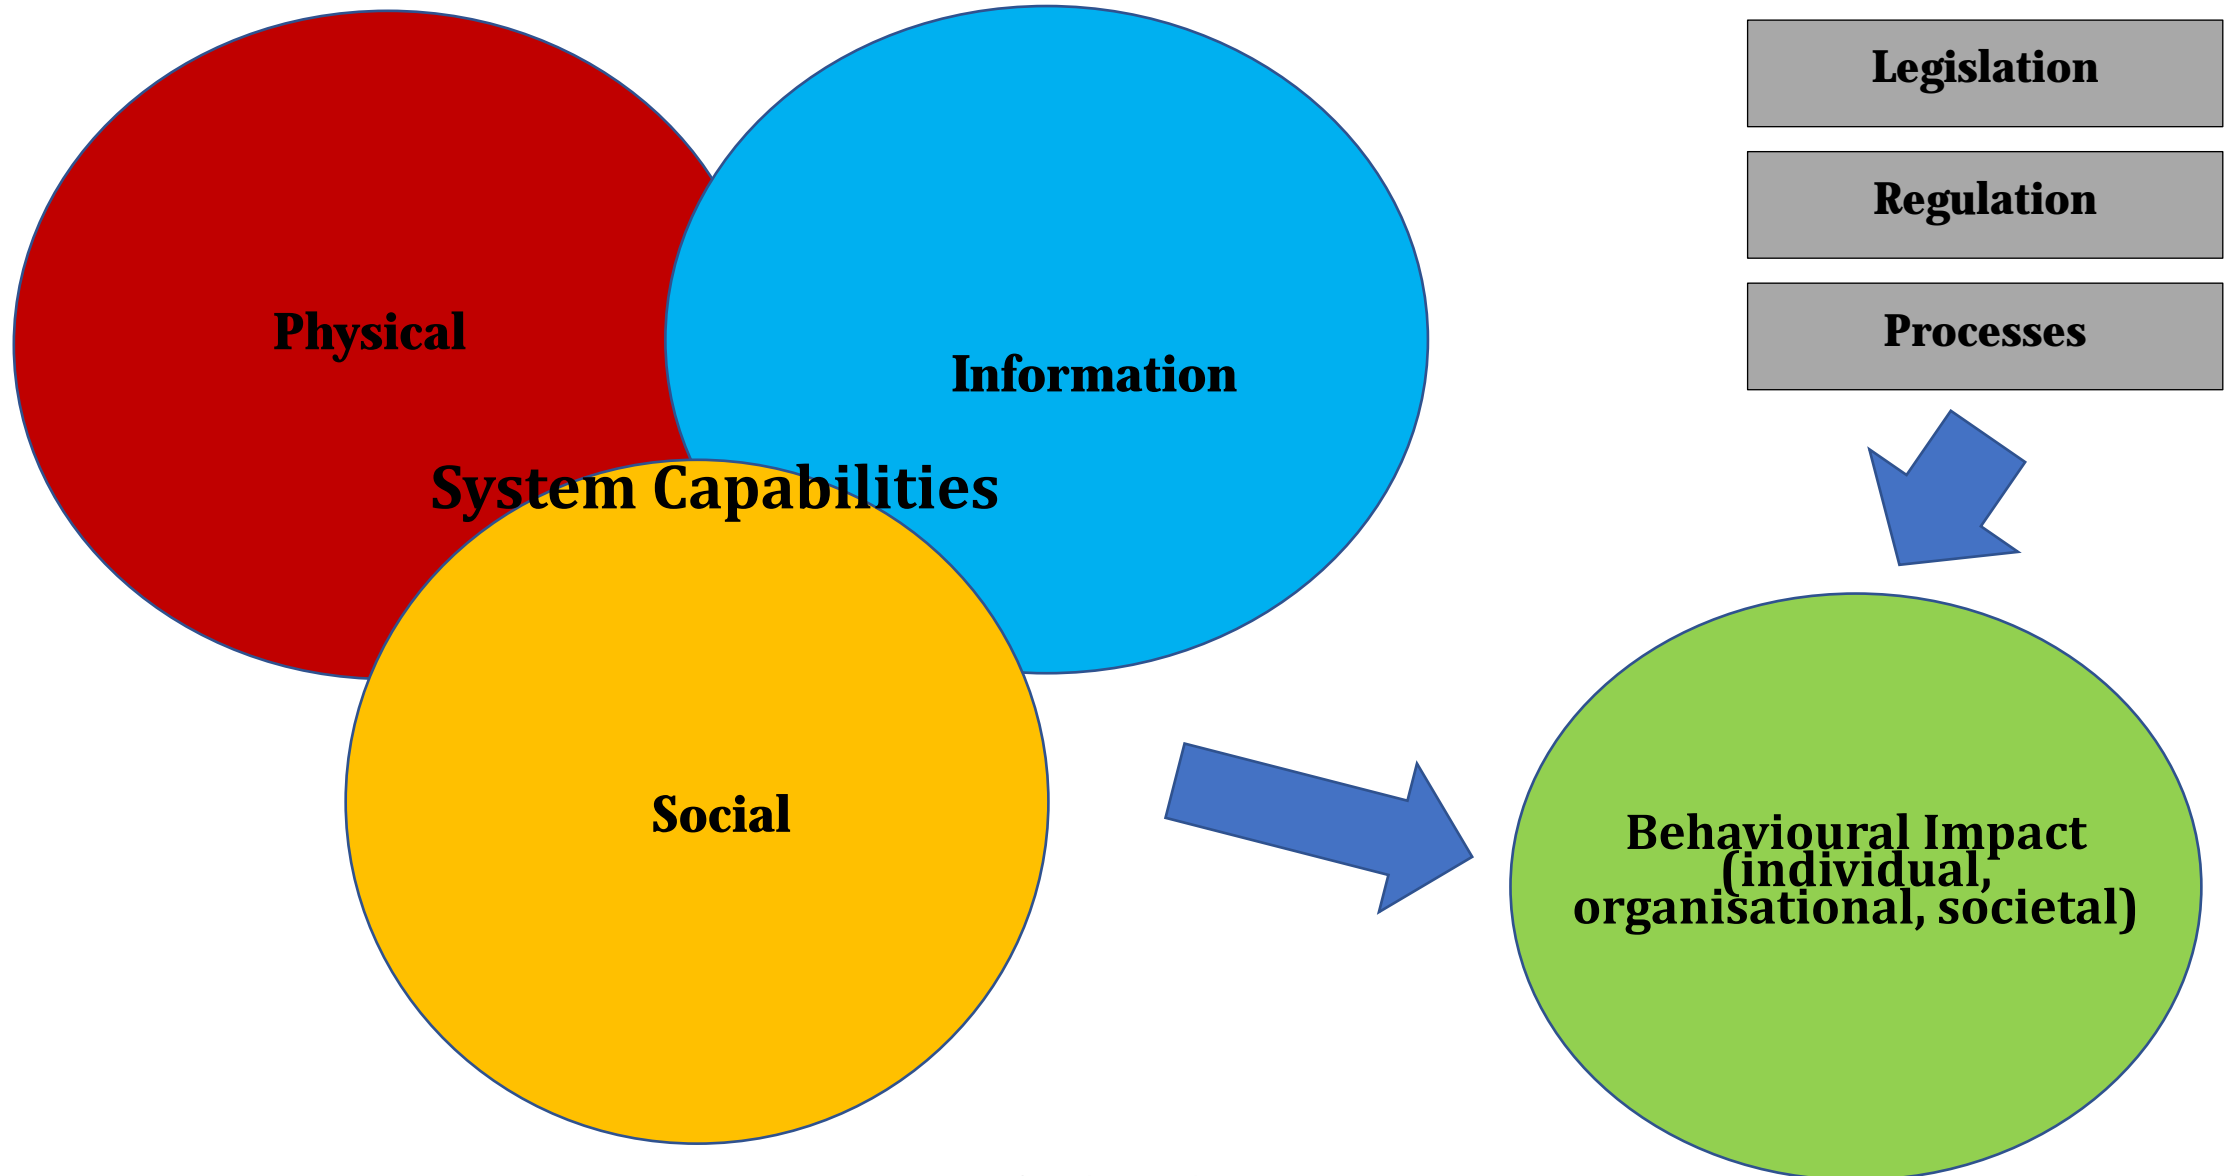 Physical
Information
System Capabilities
Social
Legislation
Regulation
Processes
Behavioural Impact
(individual,
organisational, societal)